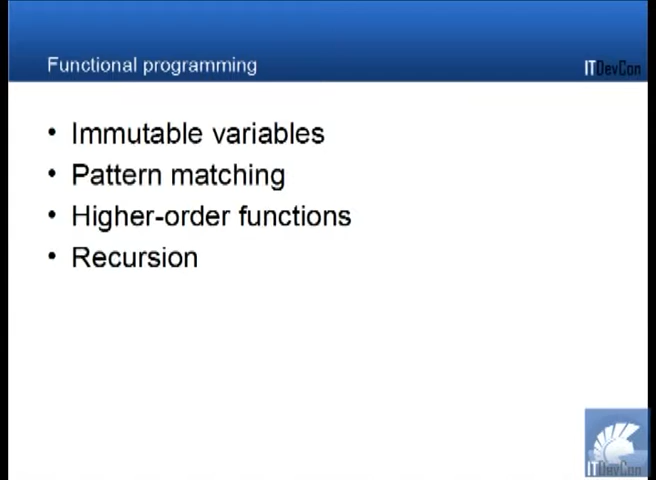 Functional programming
ITDevCon
• Immutable variables
• Pattern matching
• Higher-order functions
• Recursion
ITDevCon